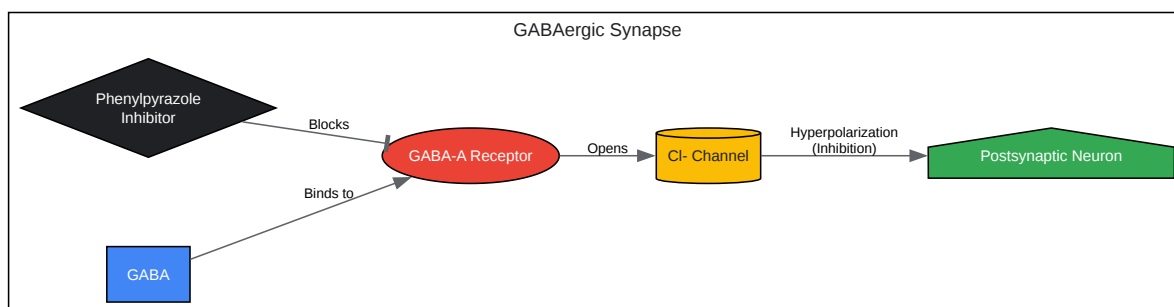 GABAergic Synapse
Phenylpyrazole
Inhibitor
Blocks
GABA-A Receptor
Opens
Cl- Channel
Hyperpolarization
(Inhibition)
Postsynaptic Neuron
Binds to
GABA